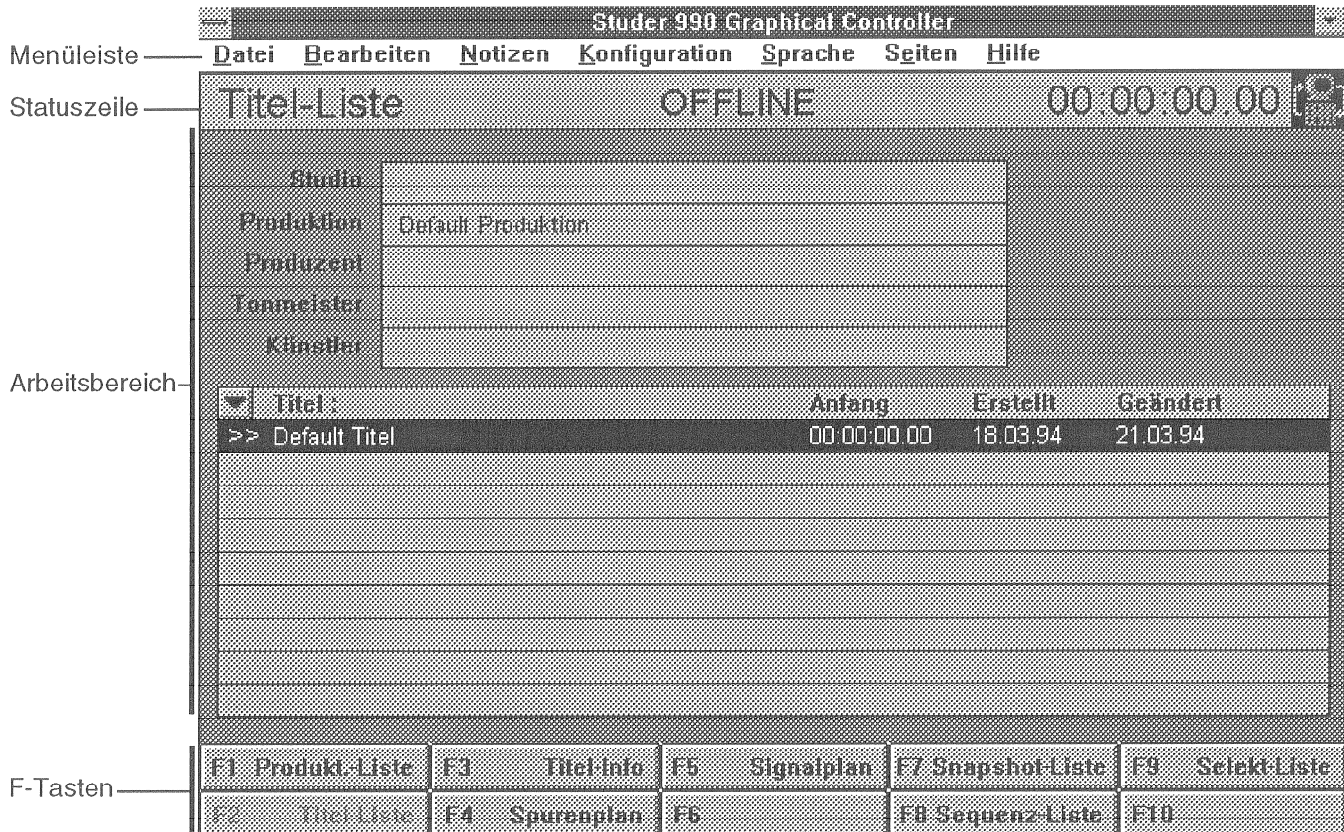 Studer 990 Graphical Controller
Menüleiste
Datei Bearbeiten Notizen Konfiguration Sprache Seiten Hilfe
Statuszeile
Titel-Liste OFFLINE 00:00:00.00
Studio
Produktion Default Produktion
Produzent
Tonmeister
Künstler
Arbeitsbereich
Titel : Anfang Erstellt Geändert
>> Default Titel 00:00:00.00 18.03.94 21.03.94
F-Tasten
F1 Produkt.-Liste F3 Titel-Info F5 Signalplan F7 Snapshot-Liste F9 Selekt-Liste
F2 Titel-Liste F4 Spurenplan F6 F8 Sequenz-Liste F10